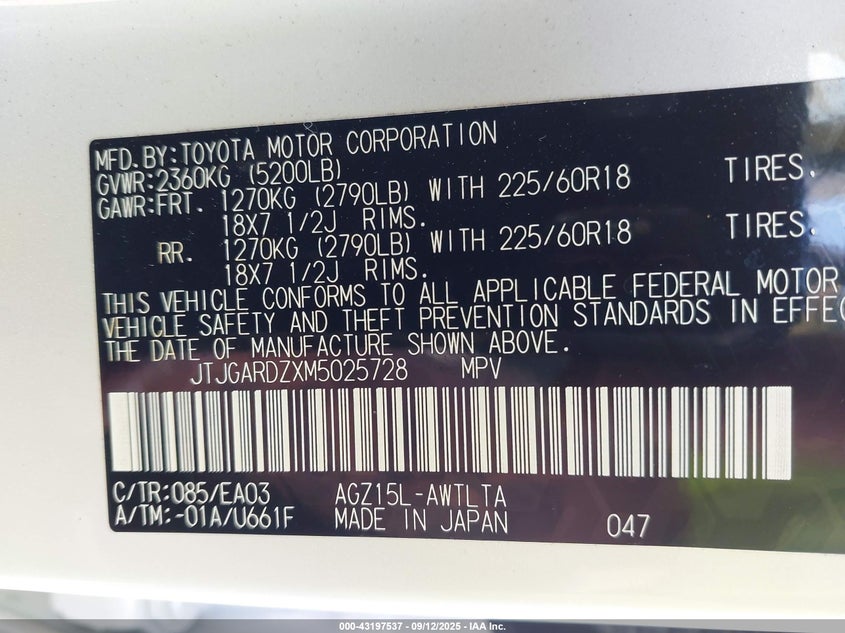 MFD.BY:TOYOTA MOTOR CORPORATION
GVWR:2360KG (5200LB)
GAWR:FRT. 1270KG (2790LB) WITH 225/60R18 TIRES.
18X7 1/2J RIMS.
RR. 1270KG (2790LB) WITH 225/60R18 TIRES.
18X7 1/2J RIMS.
THIS VEHICLE CONFORMS TO ALL APPLICABLE FEDERAL MOTOR
VEHICLE SAFETY AND THEFT PREVENTION STANDARDS IN EFFEC
THE DATE OF MANUFACTURE SHOWN ABOVE.
JTJGARDZXM5025728 MPV
C/TR:085/EA03 AGZ15L-AWTLTA
A/TM:-01A/U661F MADE IN JAPAN 047
000-43197537 - 09/12/2025 - IAA Inc.